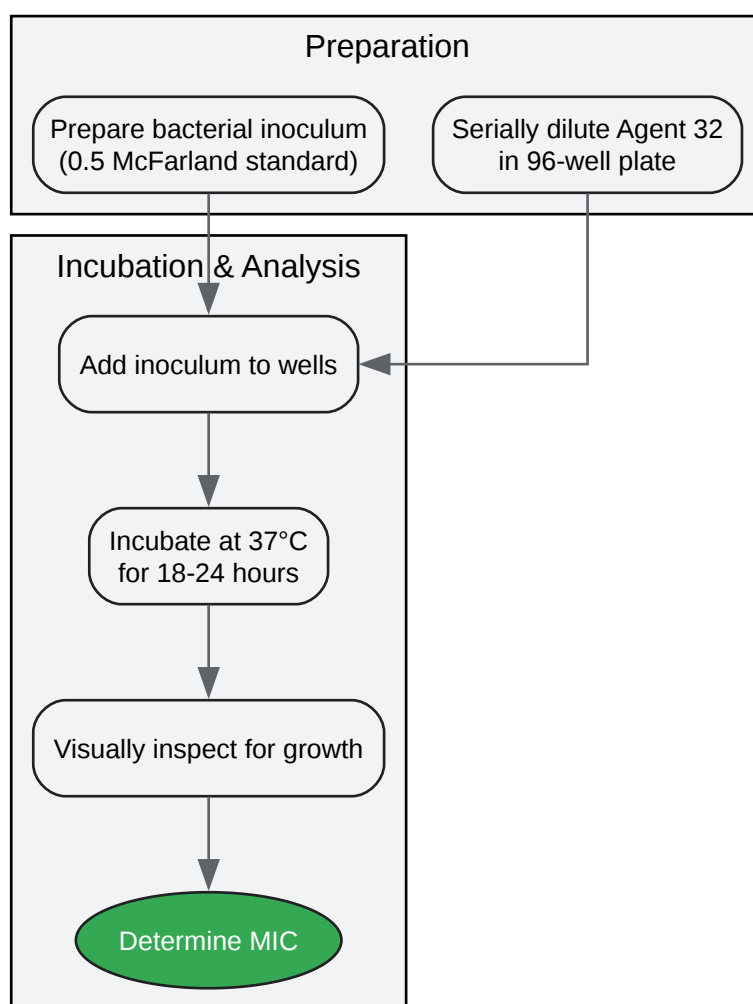 Preparation
Prepare bacterial inoculum
(0.5 McFarland standard)
Serially dilute Agent 32
in 96-well plate
Incubation & Analysis
Add inoculum to wells
Incubate at 37°C
for 18-24 hours
Visually inspect for growth
Determine MIC